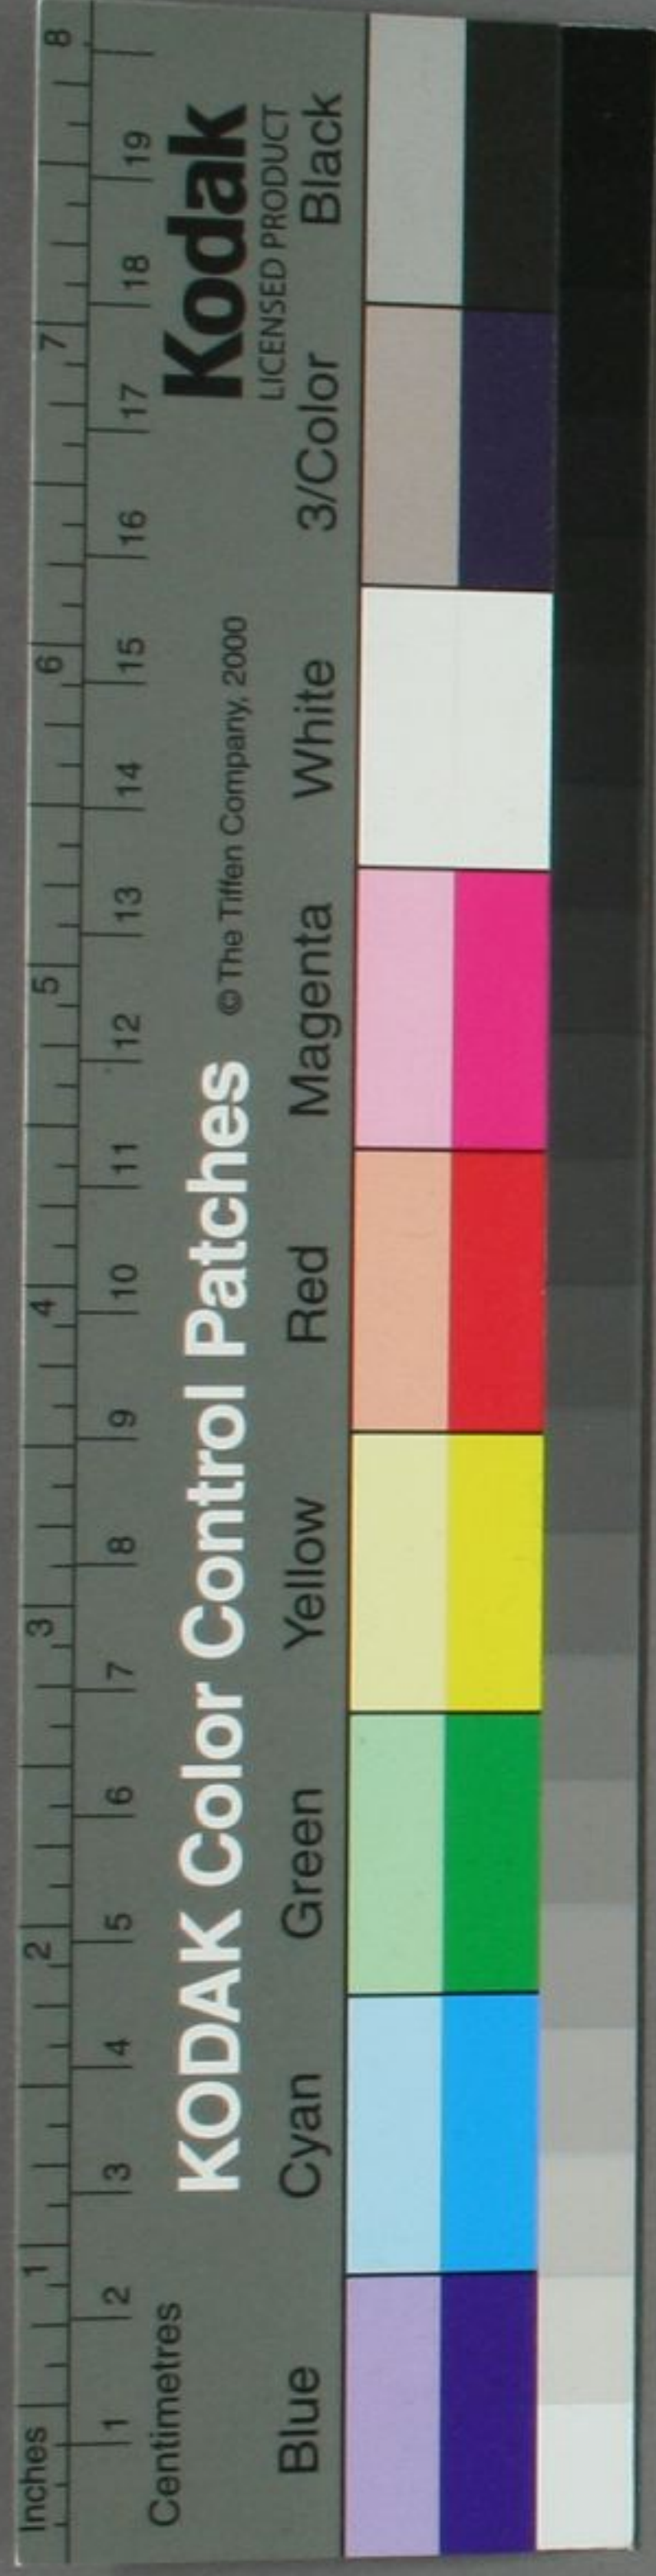 Inches 1 2 3 4 5 6 7 8
1 2 3 4 5 6 7 8 9 10 11 12 13 14 15 16 17 18 19
Centimetres
KODAK Color Control Patches © The Tiffen Company, 2000
Kodak
LICENSED PRODUCT
Blue Cyan Green Yellow Red Magenta White 3/Color Black